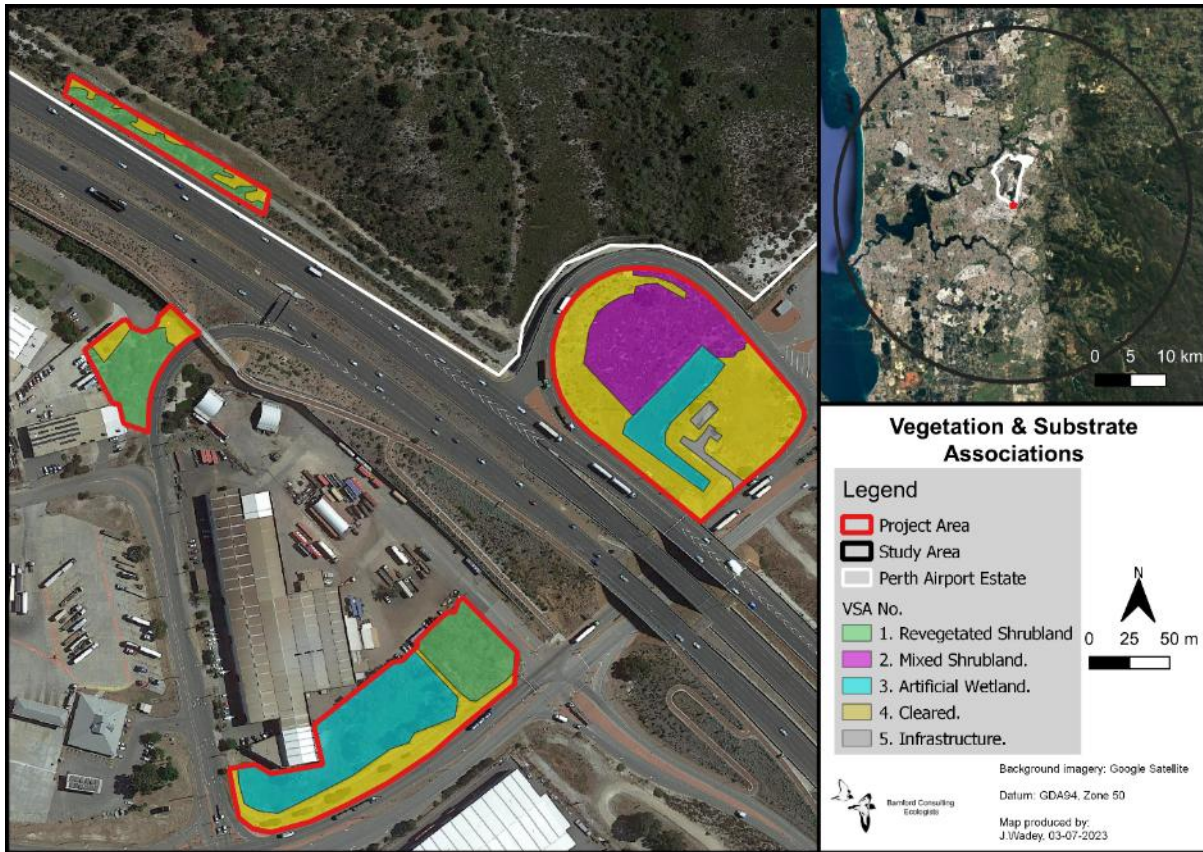 0 5 10 km
Vegetation & Substrate
Associations
Legend
Project Area
Study Area
Perth Airport Estate
VSA No.
1. Revegetated Shrubland
2. Mixed Shrubland.
3. Artificial Wetland.
4. Cleared.
5. Infrastructure.
N
0 25 50 m
Bamford Consulting
Ecologists
Background imagery: Google Satellite
Datum: GDA94, Zone 50
Map produced by:
J.Wadey. 03-07-2023